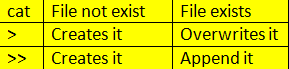 cat File not exist File exists
> Creates it Overwrites it
>> Creates it Append it